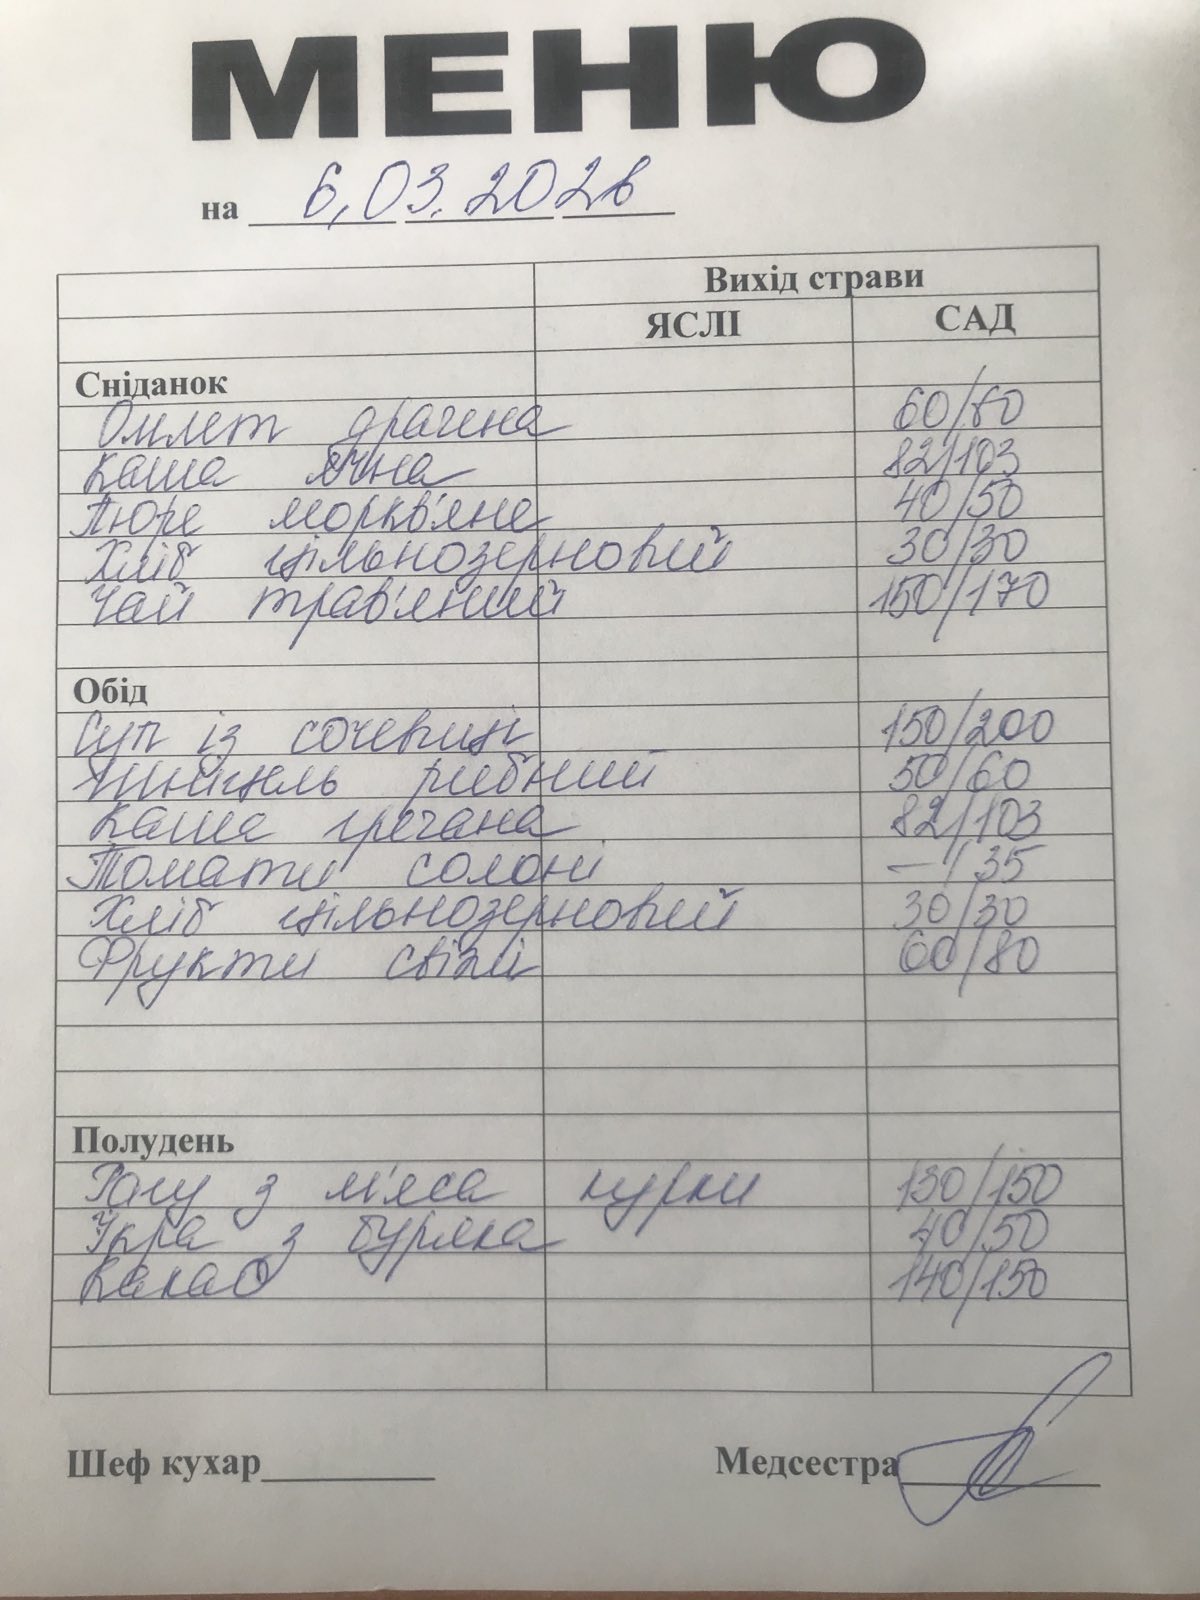 МЕНЮ
на 6,03.2026
Вихід страви
ЯСЛІ САД
Сніданок
Омлет драчена 60/80
Каша ячна 82/103
Пюре морквяне 40/50
Хліб цільнозерновий 30/30
Чай трав'яний 150/170
Обід
Суп із сочевиці 150/200
Шніцель рибний 50/60
Каша гречана 82/103
Томати солоні –/35
Хліб цільнозерновий 30/30
Фрукти свіжі 60/80
Полудень
Рагу з м'яса курки 130/150
Ікра з буряка 40/50
Какао 140/150
Шеф кухар
Медсестра